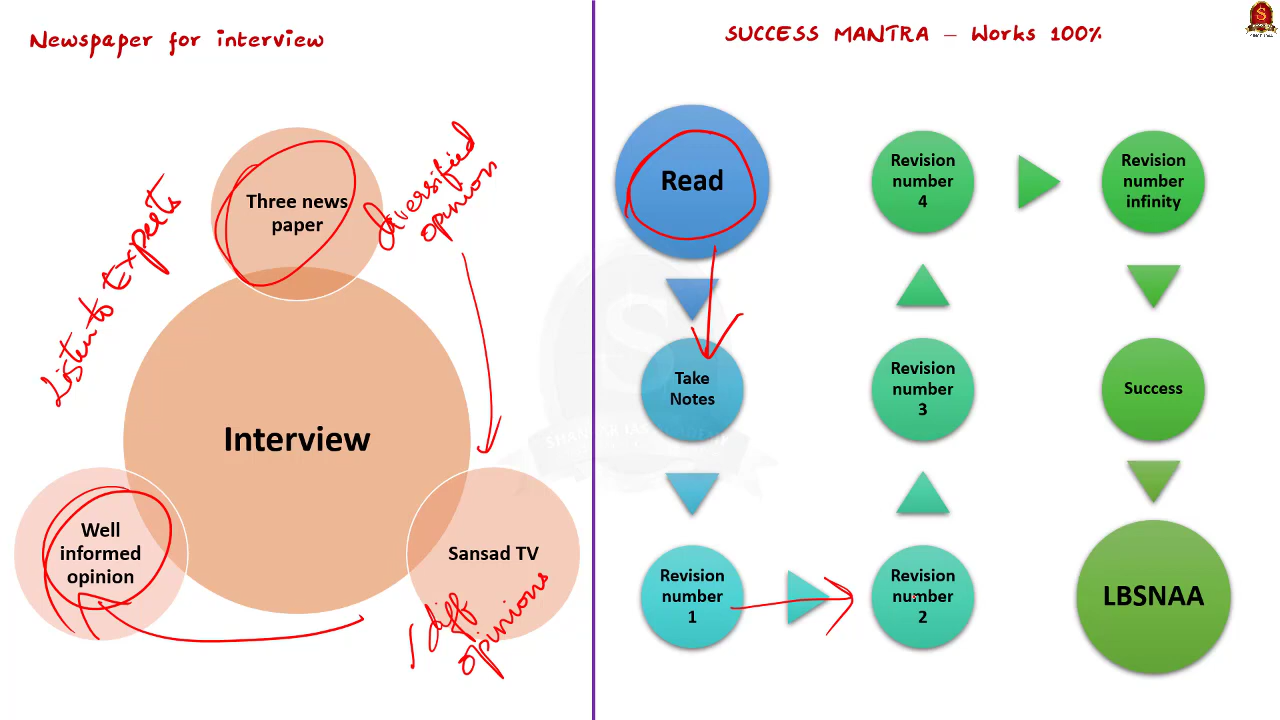 Newspaper for interview
Three news
paper
diversified
opinion
Listen to Experts
Interview
Well
informed
opinion
Sansad TV
diff
opinions
SUCCESS MANTRA – Works 100%
Read
Take
Notes
Revision
number
1
Revision
number
2
Revision
number
3
Revision
number
4
Revision
number
infinity
Success
LBSNAA